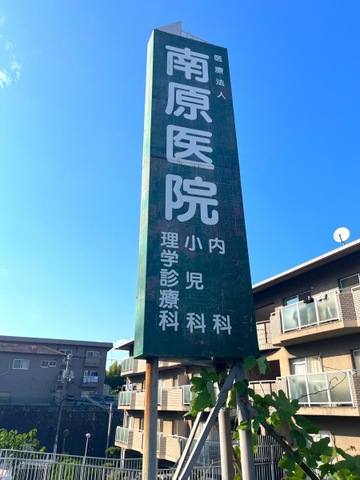 医療法人
南原医院
内科
小児科
理学診療科